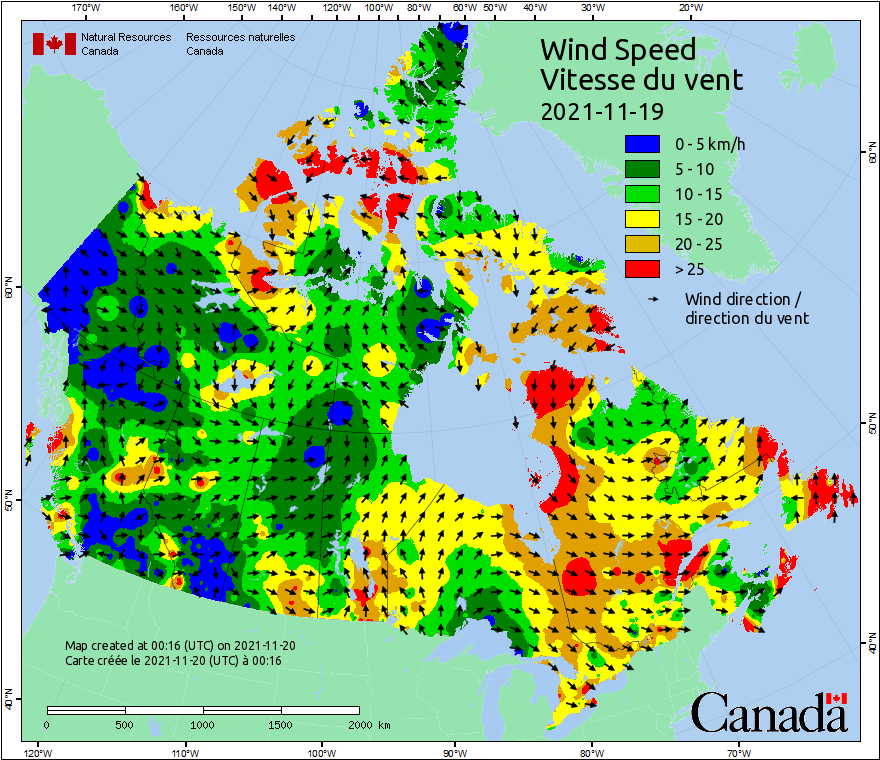 170°W 160°W 150°W 140°W 130°W 120°W 110°W 100°W 90°W 80°W 70°W 60°W 50°W 40°W 30°W 20°W
Natural Resources Ressources naturelles
Canada Canada
Wind Speed
Vitesse du vent
2021-11-19
0 - 5 km/h
5 - 10
10 - 15
15 - 20
20 - 25
> 25
Wind direction /
direction du vent
60°N
60°N
50°N
50°N
40°N
40°N
Map created at 00:16 (UTC) on 2021-11-20
Carte créée le 2021-11-20 (UTC) à 00:16
0 500 1000 1500 2000 km
Canada
120°W 110°W 100°W 90°W 80°W 70°W